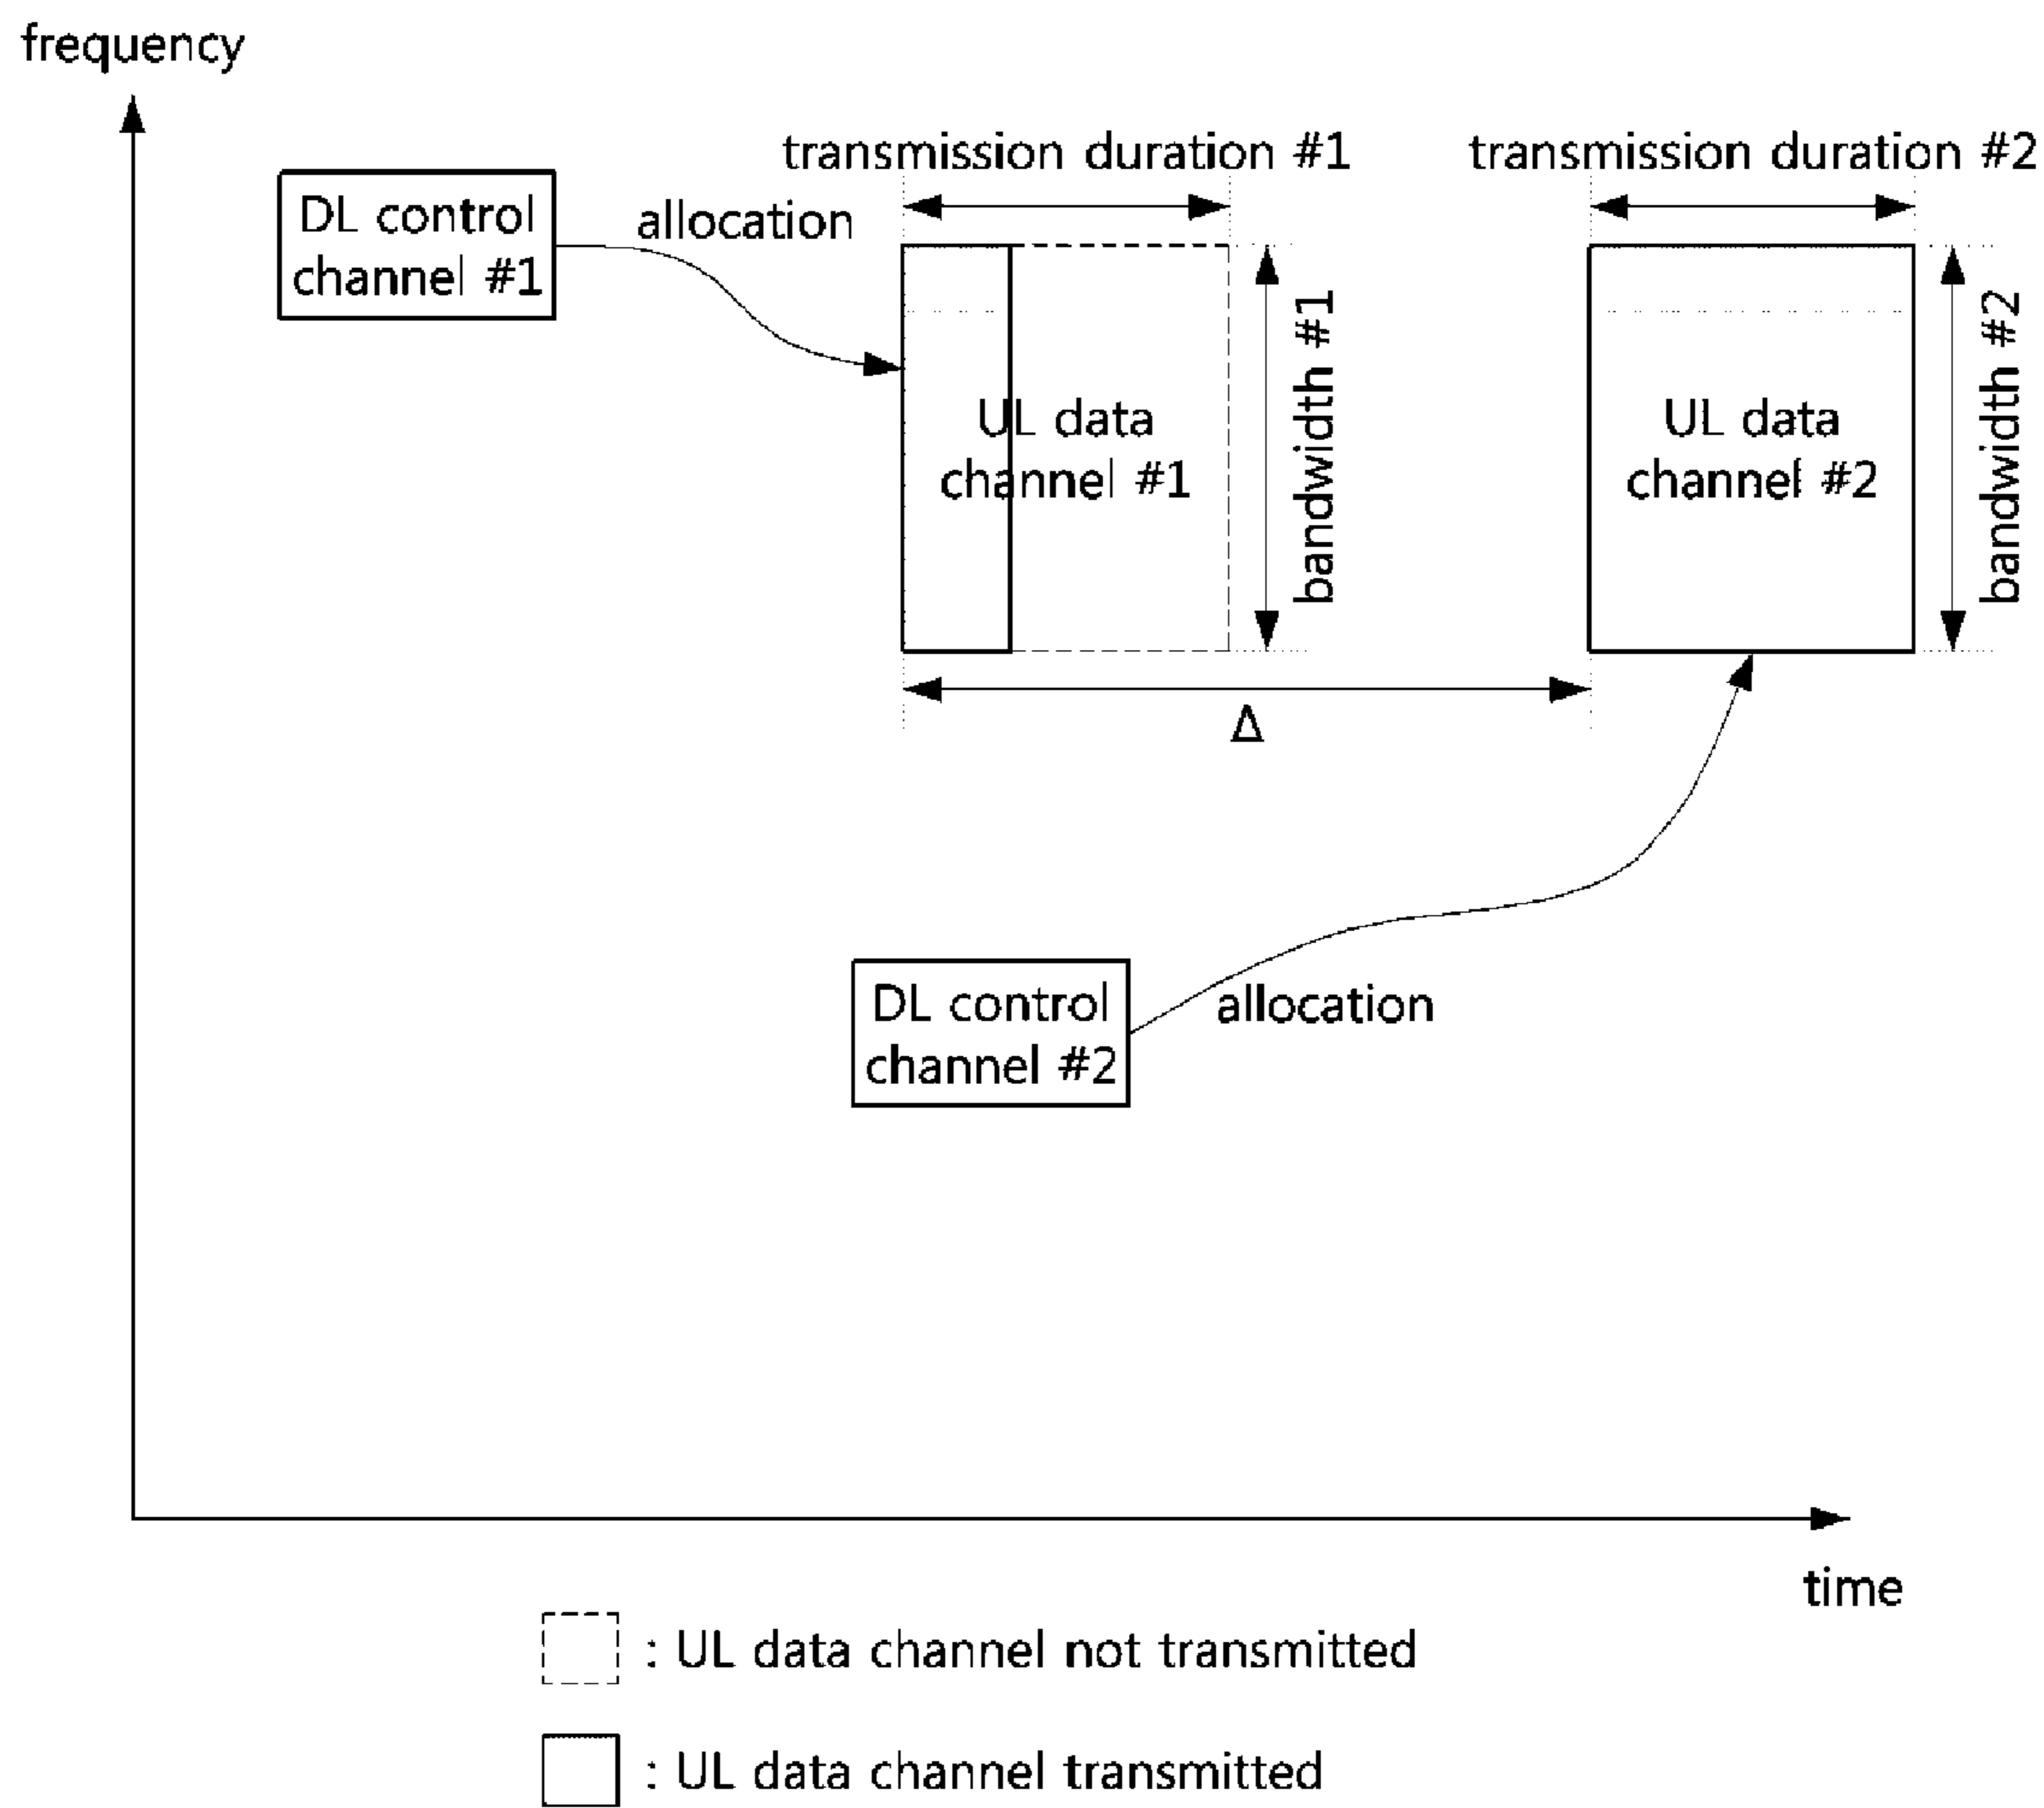 frequency
transmission duration #1
transmission duration #2
DL control
channel #1
allocation
UL data
channel #1
bandwidth #1
UL data
channel #2
bandwidth #2
Δ
DL control
channel #2
allocation
time
: UL data channel not transmitted
: UL data channel transmitted